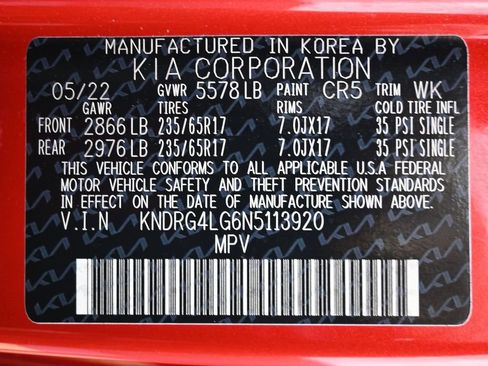 MANUFACTURED IN KOREA BY
KIA CORPORATION
05/22 GVWR 5578 LB PAINT CR5 TRIM WK
GAWR TIRES RIMS COLD TIRE INFL
FRONT 2866 LB 235/65R17 7.0JX17 35 PSI SINGLE
REAR 2976 LB 235/65R17 7.0JX17 35 PSI SINGLE
THIS VEHICLE CONFORMS TO ALL APPLICABLE U.S.A FEDERAL
MOTOR VEHICLE SAFETY AND THEFT PREVENTION STANDARDS
IN EFFECT ON THE DATE OF MANUFACTURE SHOWN ABOVE.
V.I.N KNDRG4LG6N5113920
MPV